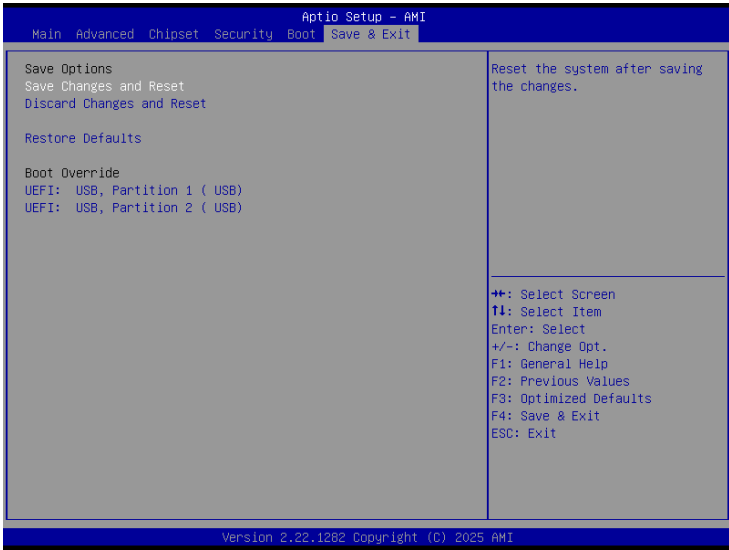 Aptio Setup - AMI
Main Advanced Chipset Security Boot Save & Exit
Save Options
Save Changes and Reset
Discard Changes and Reset
Restore Defaults
Boot Override
UEFI: USB, Partition 1 ( USB)
UEFI: USB, Partition 2 ( USB)
Reset the system after saving
the changes.
→←: Select Screen
↑↓: Select Item
Enter: Select
+/-: Change Opt.
F1: General Help
F2: Previous Values
F3: Optimized Defaults
F4: Save & Exit
ESC: Exit
Version 2.22.1282 Copyright (C) 2025 AMI